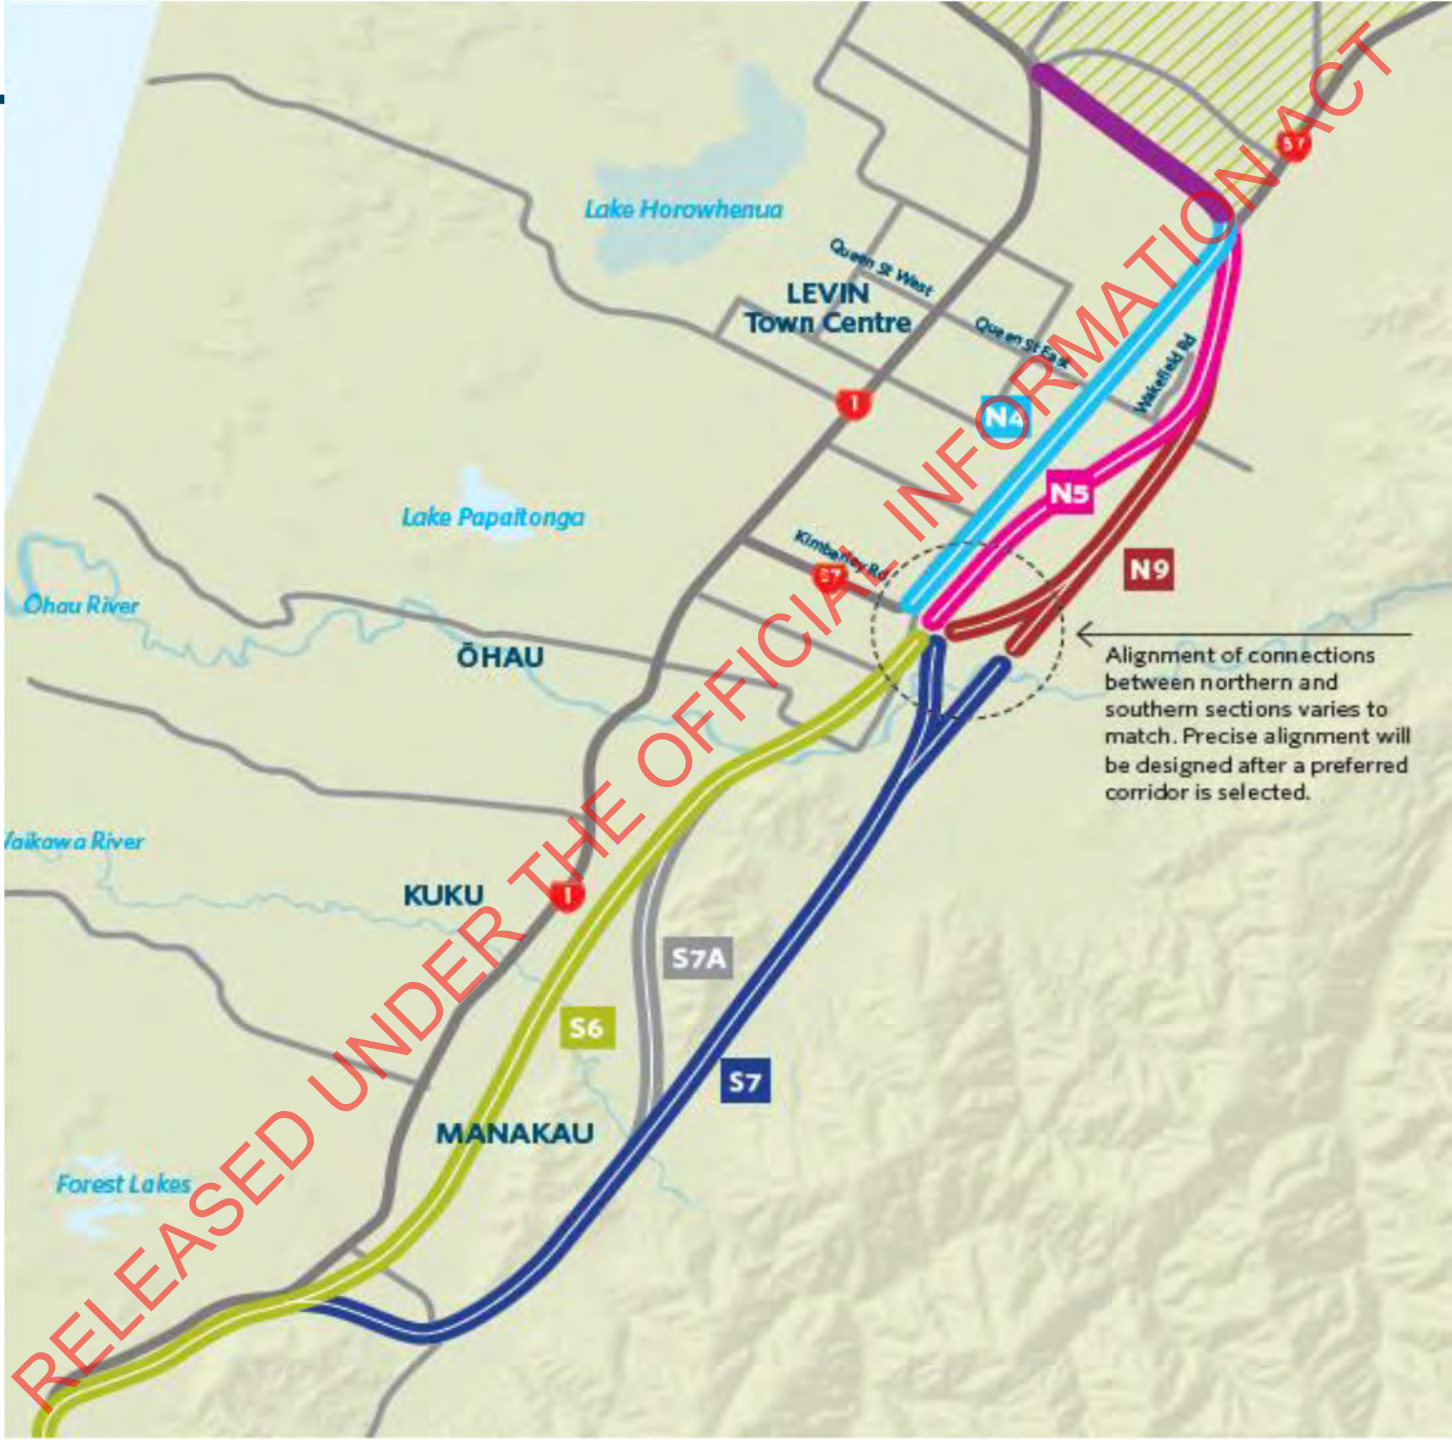 57
Lake Horowhenua
Queen St West
LEVIN
Town Centre
Queen St East
Wakefield Rd
1
N4
N5
Lake Papaitonga
Kimberley Rd
57
N9
Ōhau River
ŌHAU
Alignment of connections
between northern and
southern sections varies to
match. Precise alignment will
be designed after a preferred
corridor is selected.
Vaikawa River
KUKU
1
S7A
S6
S7
MANAKAU
Forest Lakes
RELEASED UNDER THE OFFICIAL INFORMATION ACT